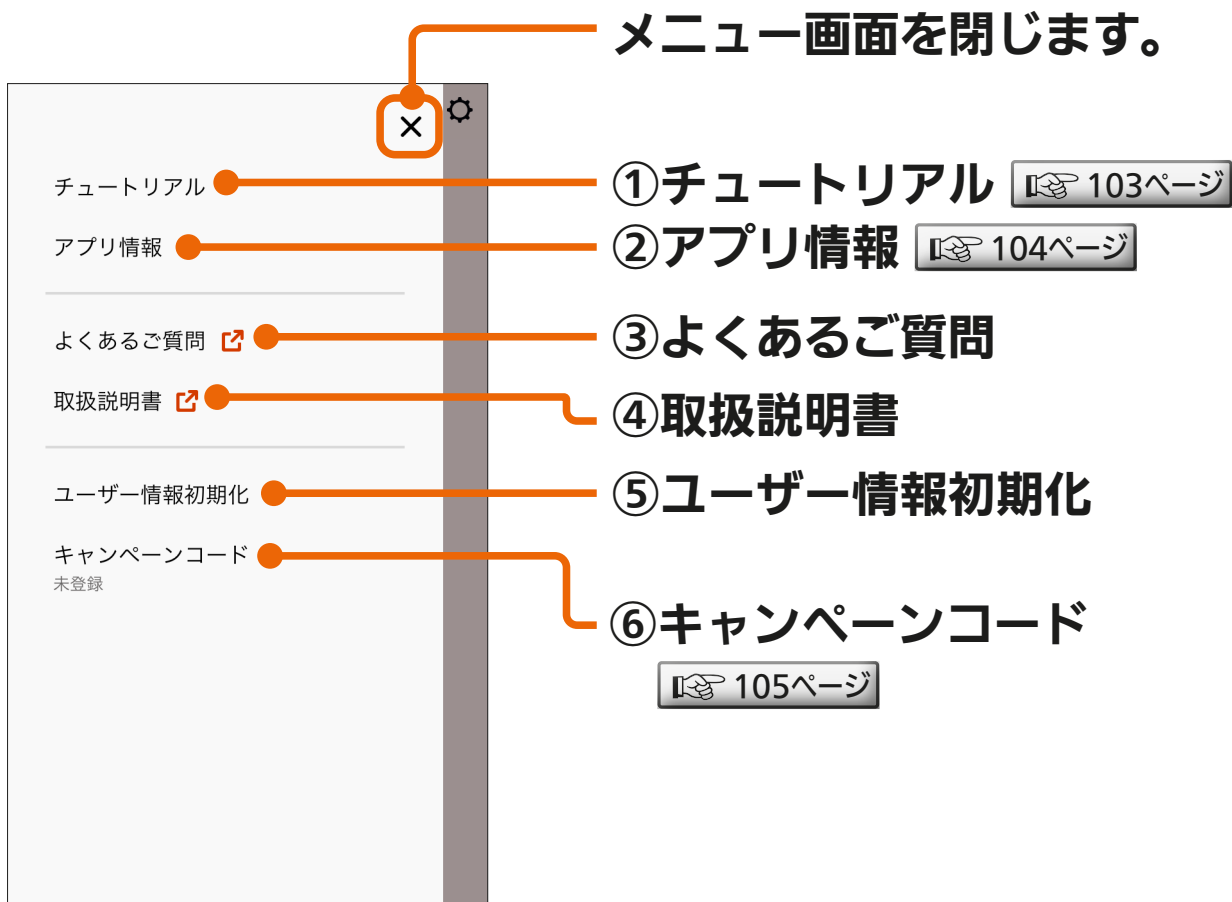 メニュー画面を閉じます。
チュートリアル
アプリ情報
よくあるご質問
取扱説明書
ユーザー情報初期化
キャンペーンコード
未登録
①チュートリアル ☞ 103ページ
②アプリ情報 ☞ 104ページ
③よくあるご質問
④取扱説明書
⑤ユーザー情報初期化
⑥キャンペーンコード
☞ 105ページ